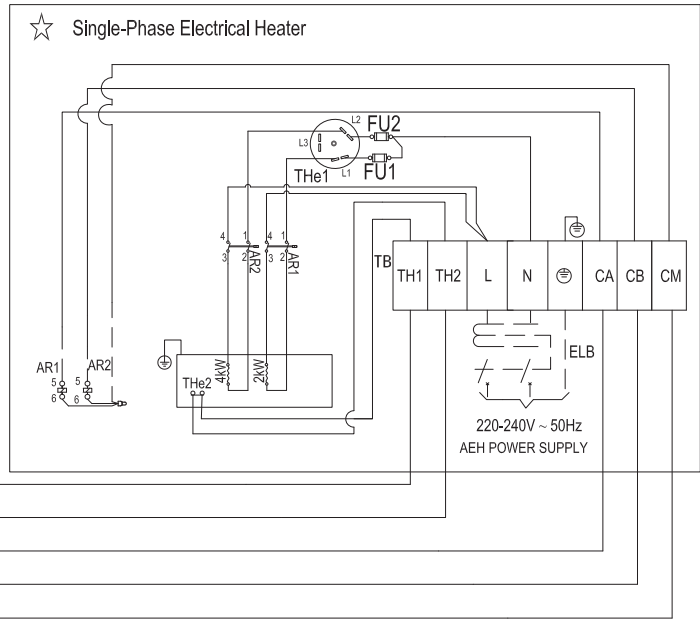 ☆ Single-Phase Electrical Heater
L2
FU2
L3
L1
FU1
THe1
4 1 4 1
3 2 3 2
AR2
AR1
TB
TH1 TH2 L N CA CB CM
AR1 AR2
5 5
6 6
THe2
4kW
2kW
ELB
220-240V ~ 50Hz
AEH POWER SUPPLY